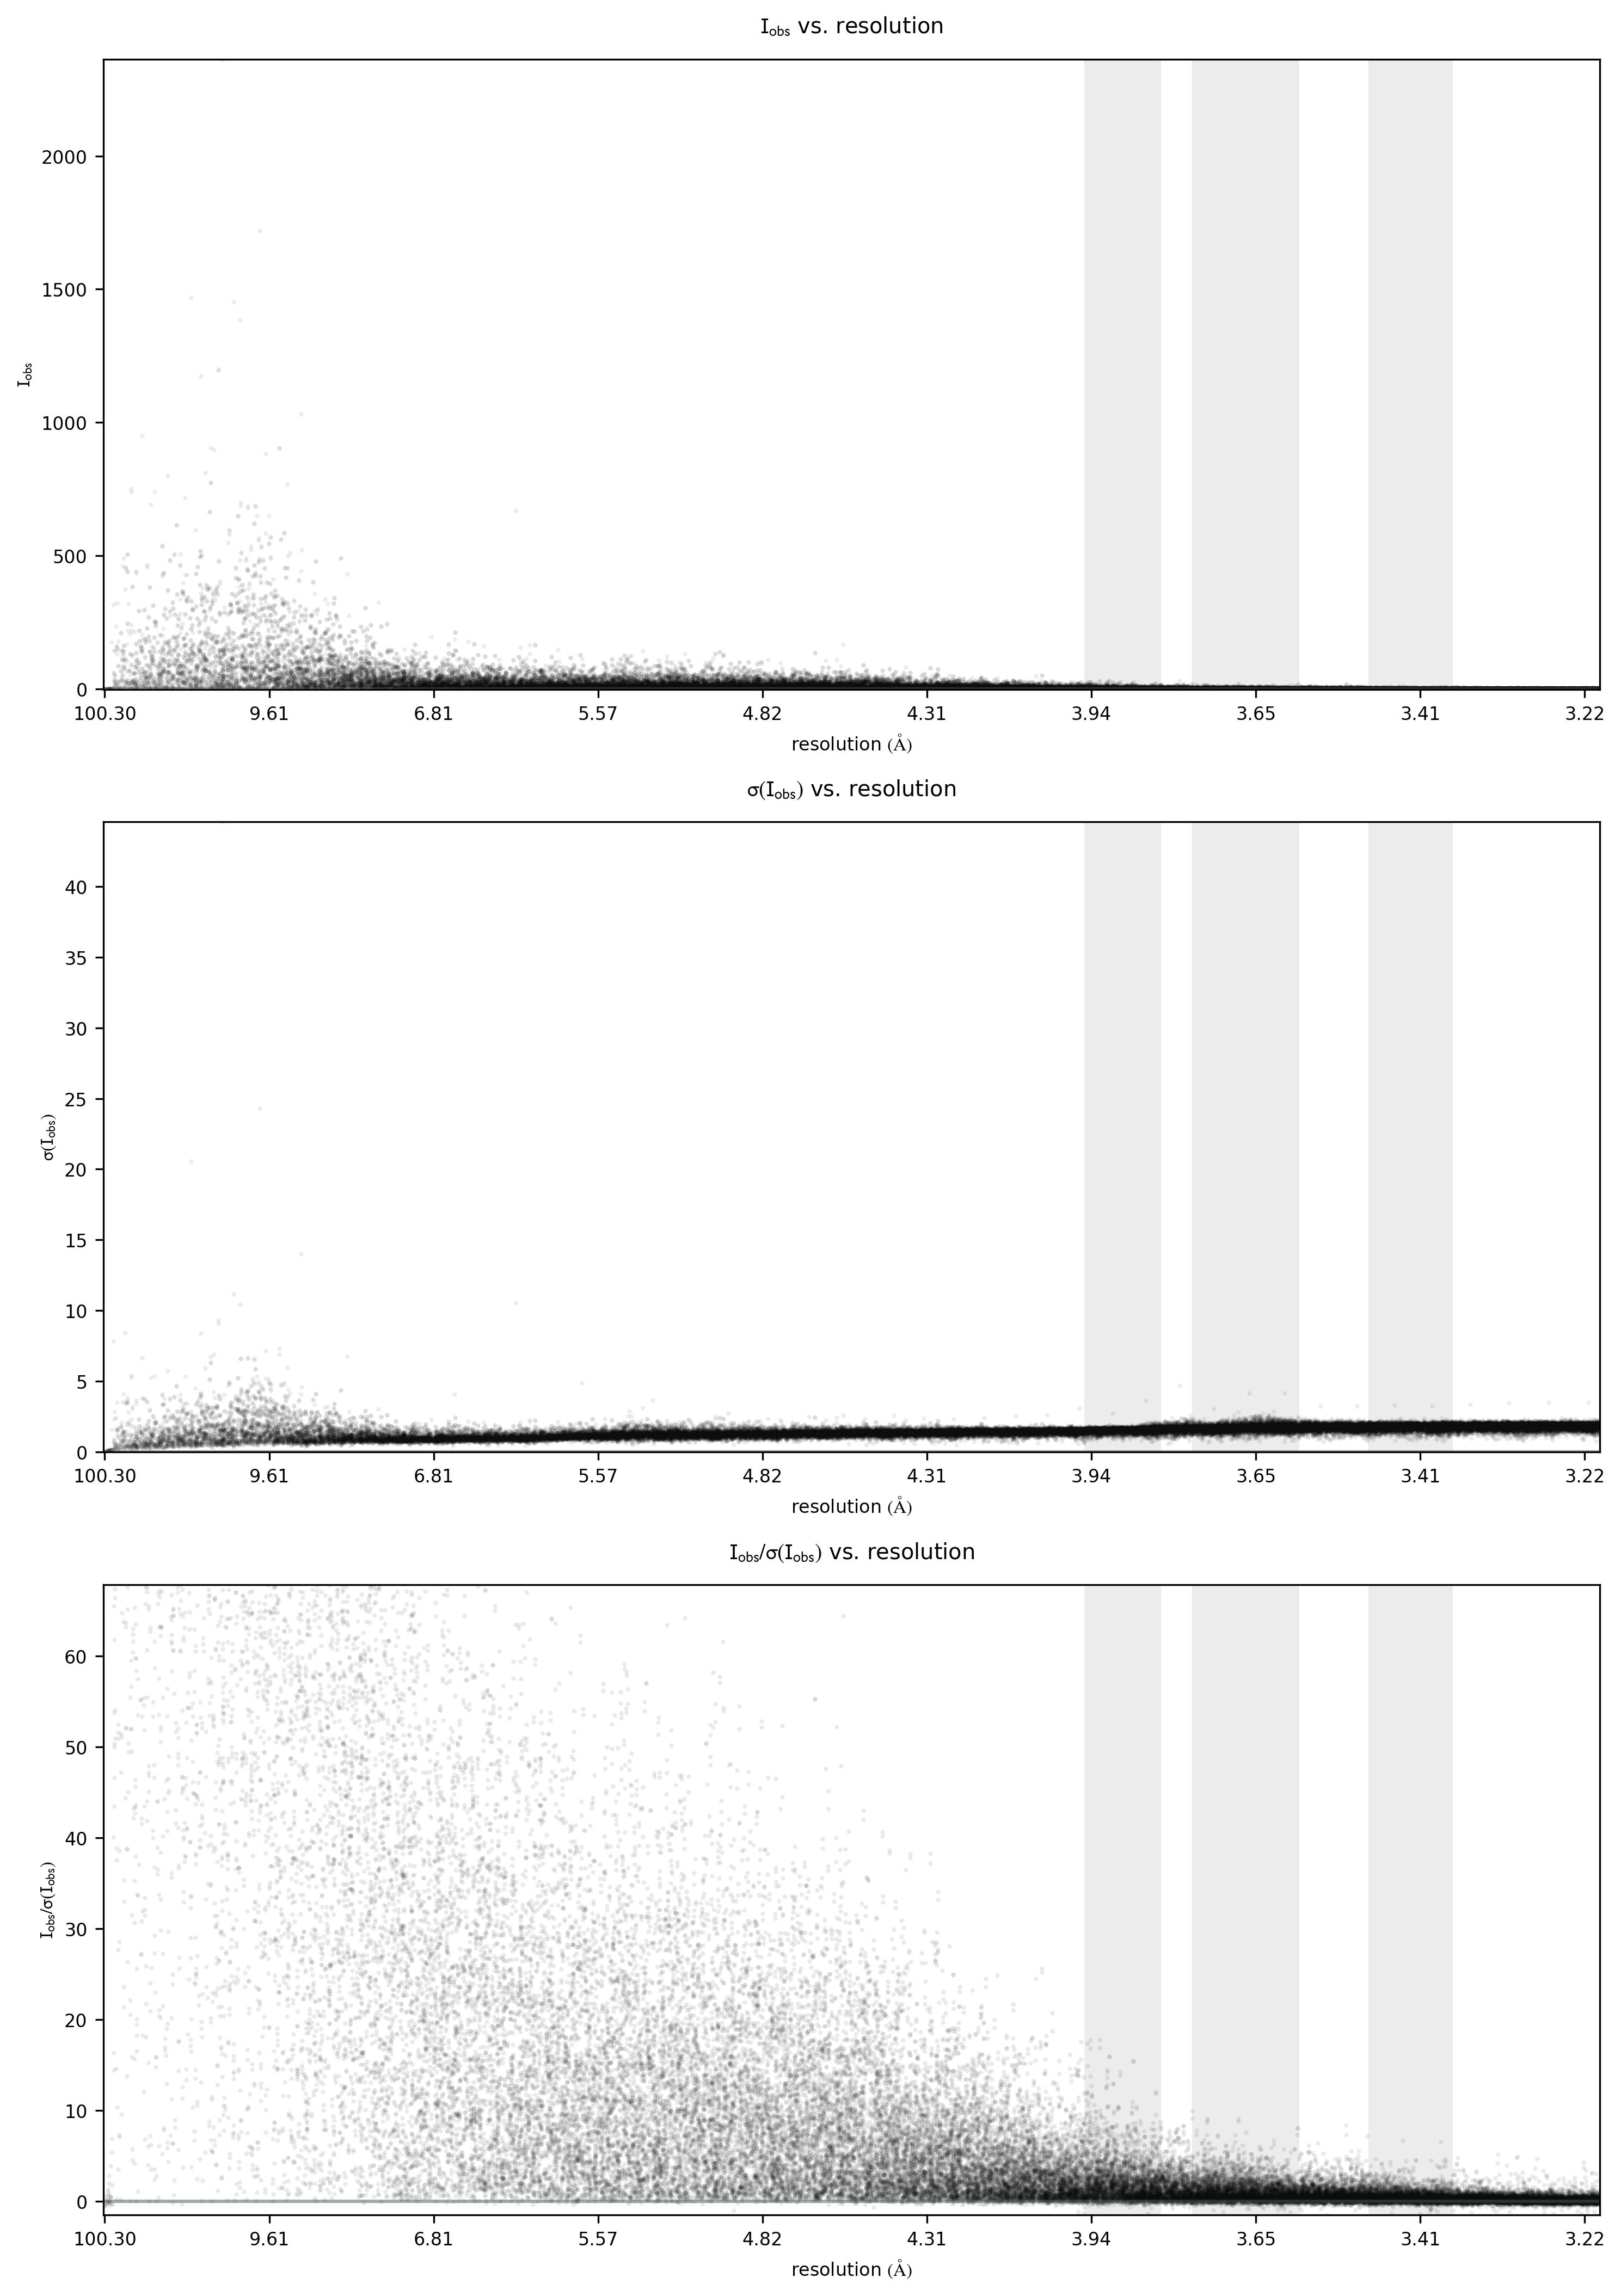 Iobs vs. resolution
2000
1500
1000
500
0
Iobs
100.30 9.61 6.81 5.57 4.82 4.31 3.94 3.65 3.41 3.22
resolution (Å)
σ(Iobs) vs. resolution
40
35
30
25
20
15
10
5
0
σ(Iobs)
100.30 9.61 6.81 5.57 4.82 4.31 3.94 3.65 3.41 3.22
resolution (Å)
Iobs/σ(Iobs) vs. resolution
60
50
40
30
20
10
0
Iobs/σ(Iobs)
100.30 9.61 6.81 5.57 4.82 4.31 3.94 3.65 3.41 3.22
resolution (Å)